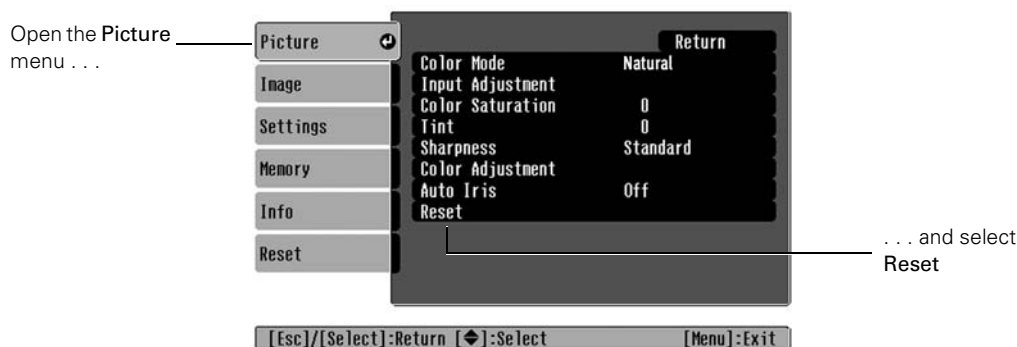 Open the Picture
menu . . .
Picture
Image
Settings
Memory
Info
Reset
Return
Color Mode Natural
Input Adjustment
Color Saturation 0
Tint 0
Sharpness Standard
Color Adjustment
Auto Iris Off
Reset
. . . and select
Reset
[Esc]/[Select]:Return [◆]:Select [Menu]:Exit